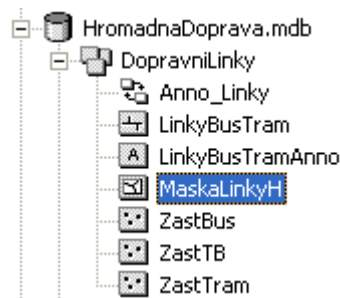 HromadnaDoprava.mdb
DopravniLinky
Anno_Linky
LinkyBusTram
A LinkyBusTramAnno
MaskaLinkyH
ZastBus
ZastTB
ZastTram